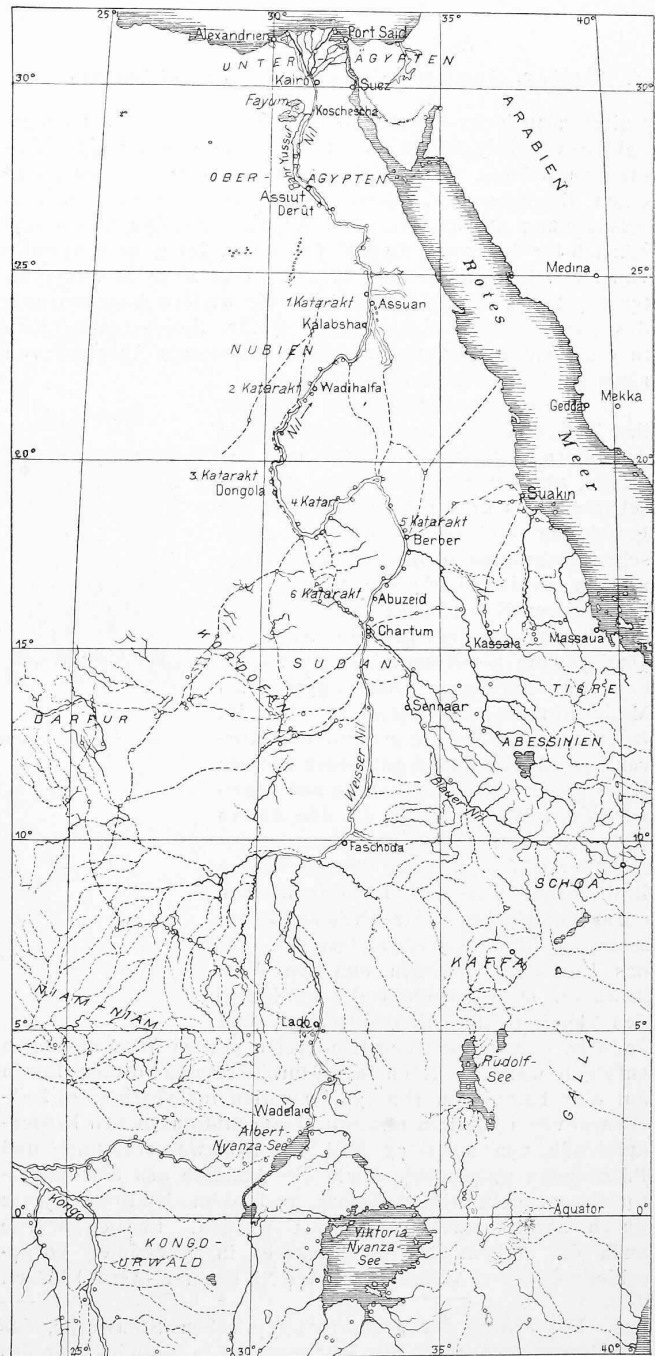 30° 35° 40°
Alexandrien Port Said
UNTER-ÄGYPTEN
Kairo Suez
30° 30°
Fayum
Koschescha
Nil
Bahr Yussuf
ARABIEN
OBER-ÄGYPTEN
Assiut
Derût
25° 25°
Rotes Meer
Medina
1. Katarakt Assuan
Kalabsha
NUBIEN
2 Katarakt Wadihalfa
Nil
Gedda Mekka
20° 20°
3. Katarakt
Dongola
4 Katar.
Suakin
5 Katarakt
Berber
6 Katarakt Abuzeid
Chartum
Kassala Massaua
15° 15°
KORDOFAN
SUDAN
TIGRE
DARFUR
Sennaar
ABESSINIEN
Weisser Nil
Blauer Nil
10° 10°
Faschoda
SCHOA
KAFFA
NIAM-NIAM
Lado
5° 5°
Rudolf-
See
GALLA
Wadela
Albert
Nyanza-See
Kongo
0° Äquator 0°
KONGO-
URWALD
Viktoria
Nyanza-
See
25° 30° 35° 40°